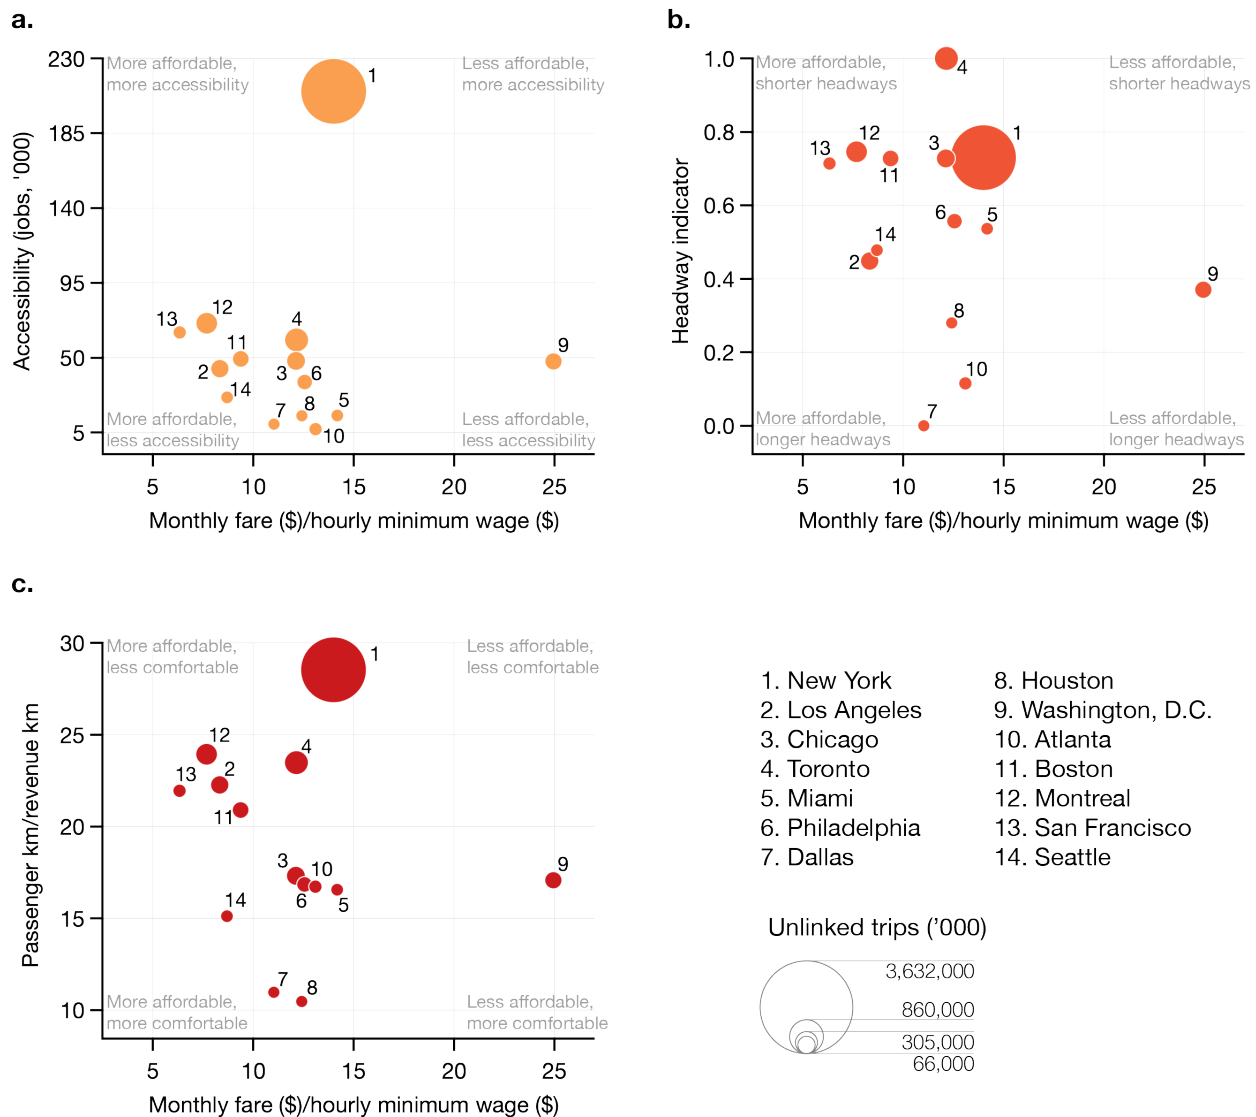 a.
230
185
140
95
50
5
Accessibility (jobs, '000)
More affordable,
more accessibility
Less affordable,
more accessibility
1
13
12
4
11
2
3
6
9
14
7
8
5
10
More affordable,
less accessibility
Less affordable,
less accessibility
5 10 15 20 25
Monthly fare ($)/hourly minimum wage ($)
b.
1.0
0.8
0.6
0.4
0.2
0.0
Headway indicator
More affordable,
shorter headways
Less affordable,
shorter headways
4
13
12
11
3
1
6
5
14
2
9
8
10
7
More affordable,
longer headways
Less affordable,
longer headways
5 10 15 20 25
Monthly fare ($)/hourly minimum wage ($)
c.
30
25
20
15
10
Passenger km/revenue km
More affordable,
less comfortable
Less affordable,
less comfortable
1
12
4
13
2
11
3
10
6
5
9
14
7
8
More affordable,
more comfortable
Less affordable,
more comfortable
5 10 15 20 25
Monthly fare ($)/hourly minimum wage ($)
1. New York
2. Los Angeles
3. Chicago
4. Toronto
5. Miami
6. Philadelphia
7. Dallas
8. Houston
9. Washington, D.C.
10. Atlanta
11. Boston
12. Montreal
13. San Francisco
14. Seattle
Unlinked trips (’000)
3,632,000
860,000
305,000
66,000